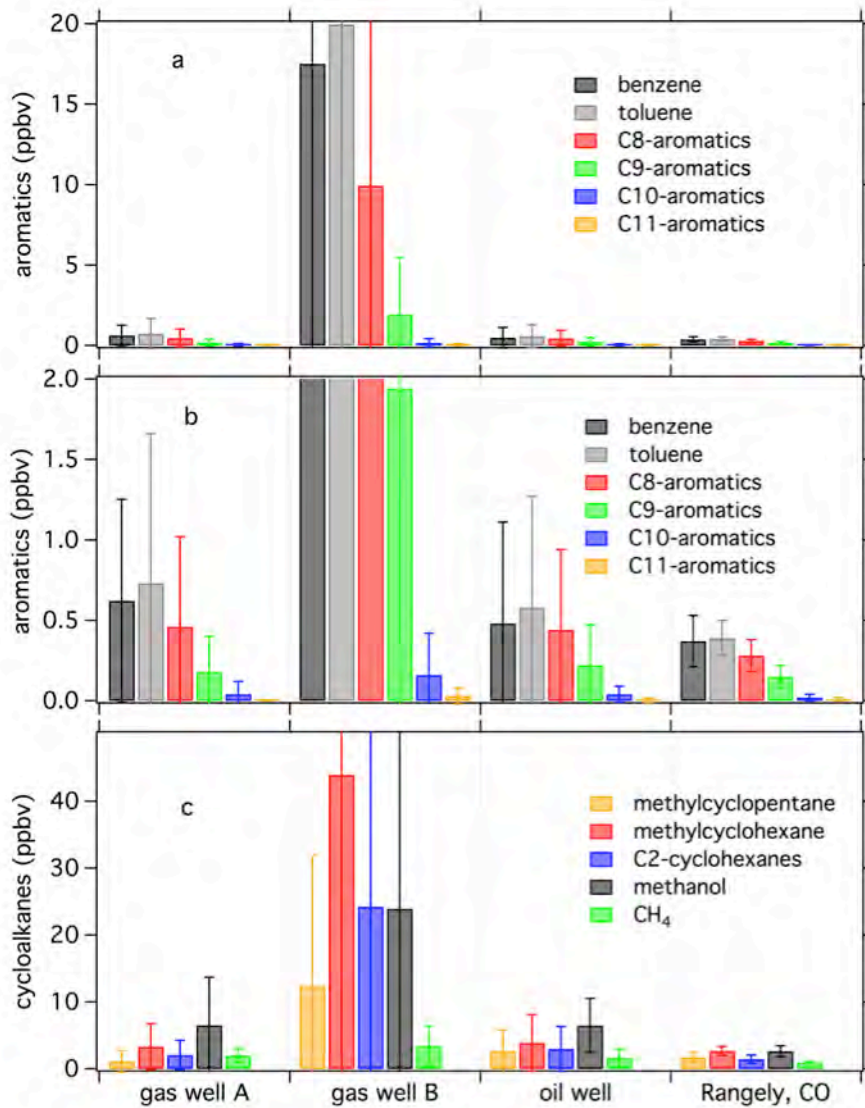 20
15
10
5
0
aromatics (ppbv)
a
benzene
toluene
C8-aromatics
C9-aromatics
C10-aromatics
C11-aromatics
2.0
1.5
1.0
0.5
0.0
aromatics (ppbv)
b
benzene
toluene
C8-aromatics
C9-aromatics
C10-aromatics
C11-aromatics
40
30
20
10
0
cycloalkanes (ppbv)
c
methylcyclopentane
methylcyclohexane
C2-cyclohexanes
methanol
CH₄
gas well A gas well B oil well Rangely, CO